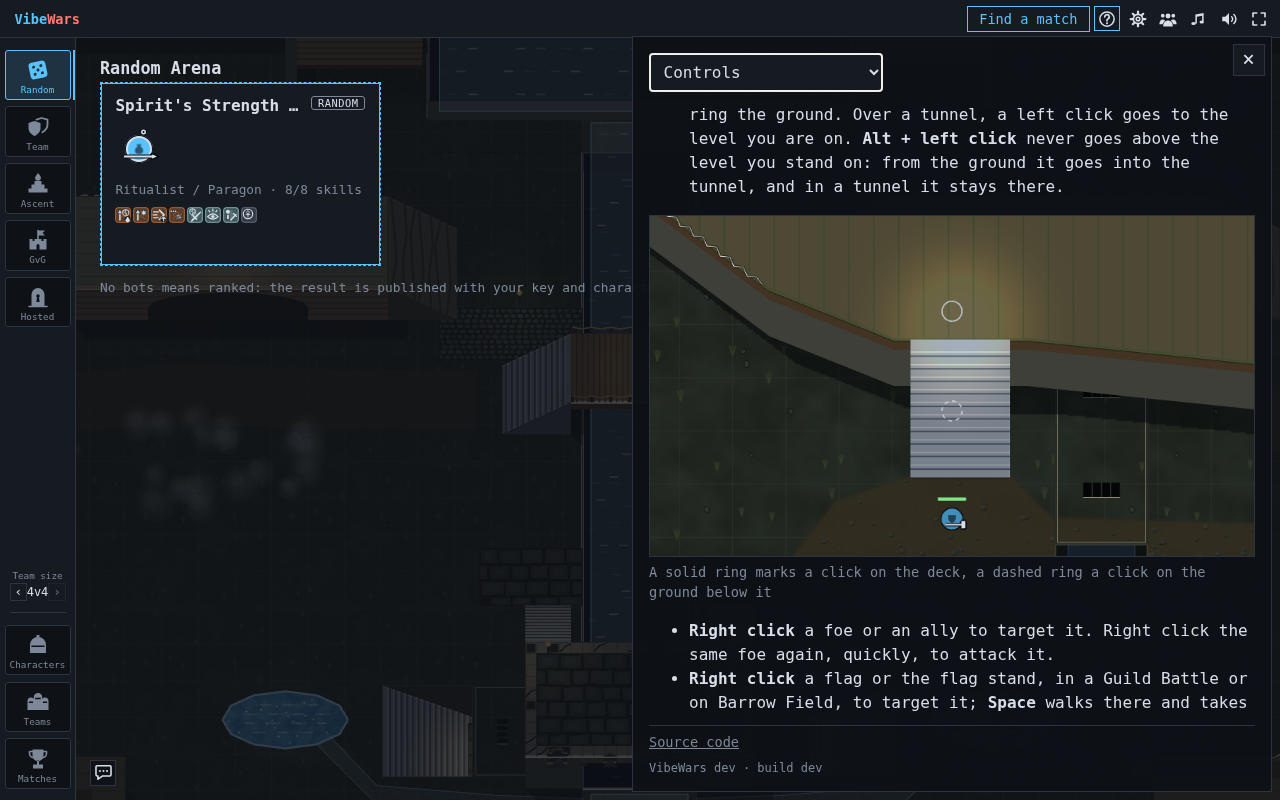 VibeWars
Find a match
Random
Team
Ascent
GvG
Hosted
Team size
‹ 4v4 ›
Characters
Teams
Matches
Random Arena
Spirit's Strength … RANDOM
Ritualist / Paragon · 8/8 skills
No bots means ranked: the result is published with your key and chara
Controls
ring the ground. Over a tunnel, a left click goes to the
level you are on. Alt + left click never goes above the
level you stand on: from the ground it goes into the
tunnel, and in a tunnel it stays there.
A solid ring marks a click on the deck, a dashed ring a click on the
ground below it
• Right click a foe or an ally to target it. Right click the
same foe again, quickly, to attack it.
• Right click a flag or the flag stand, in a Guild Battle or
on Barrow Field, to target it; Space walks there and takes
Source code
VibeWars dev · build dev